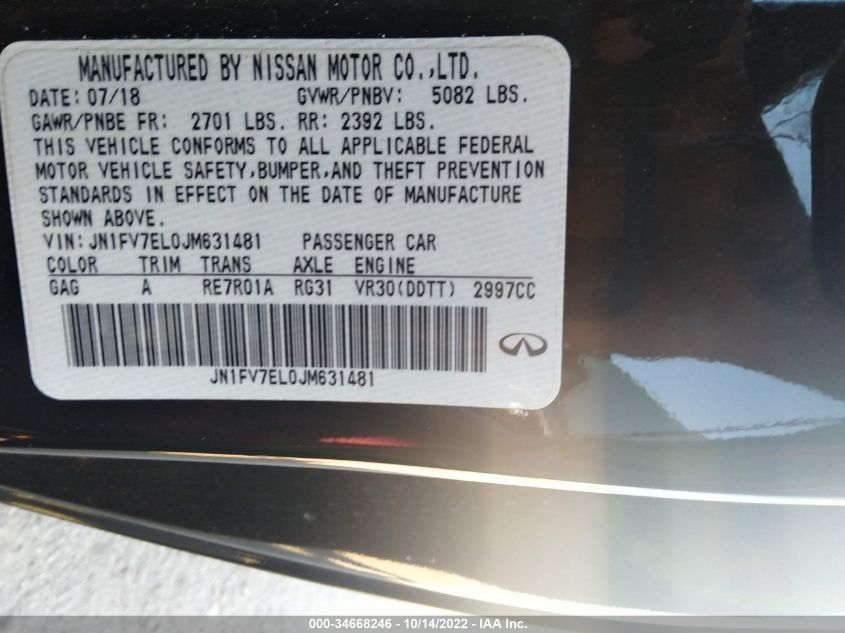 MANUFACTURED BY NISSAN MOTOR CO.,LTD.
DATE: 07/18 GVWR/PNBV: 5082 LBS.
GAWR/PNBE FR: 2701 LBS. RR: 2392 LBS.
THIS VEHICLE CONFORMS TO ALL APPLICABLE FEDERAL
MOTOR VEHICLE SAFETY,BUMPER,AND THEFT PREVENTION
STANDARDS IN EFFECT ON THE DATE OF MANUFACTURE
SHOWN ABOVE.
VIN:JN1FV7EL0JM631481 PASSENGER CAR
COLOR TRIM TRANS AXLE ENGINE
GAG A RE7R01A RG31 VR30(DDTT) 2997CC
JN1FV7EL0JM631481
000-34668246 - 10/14/2022 - IAA Inc.